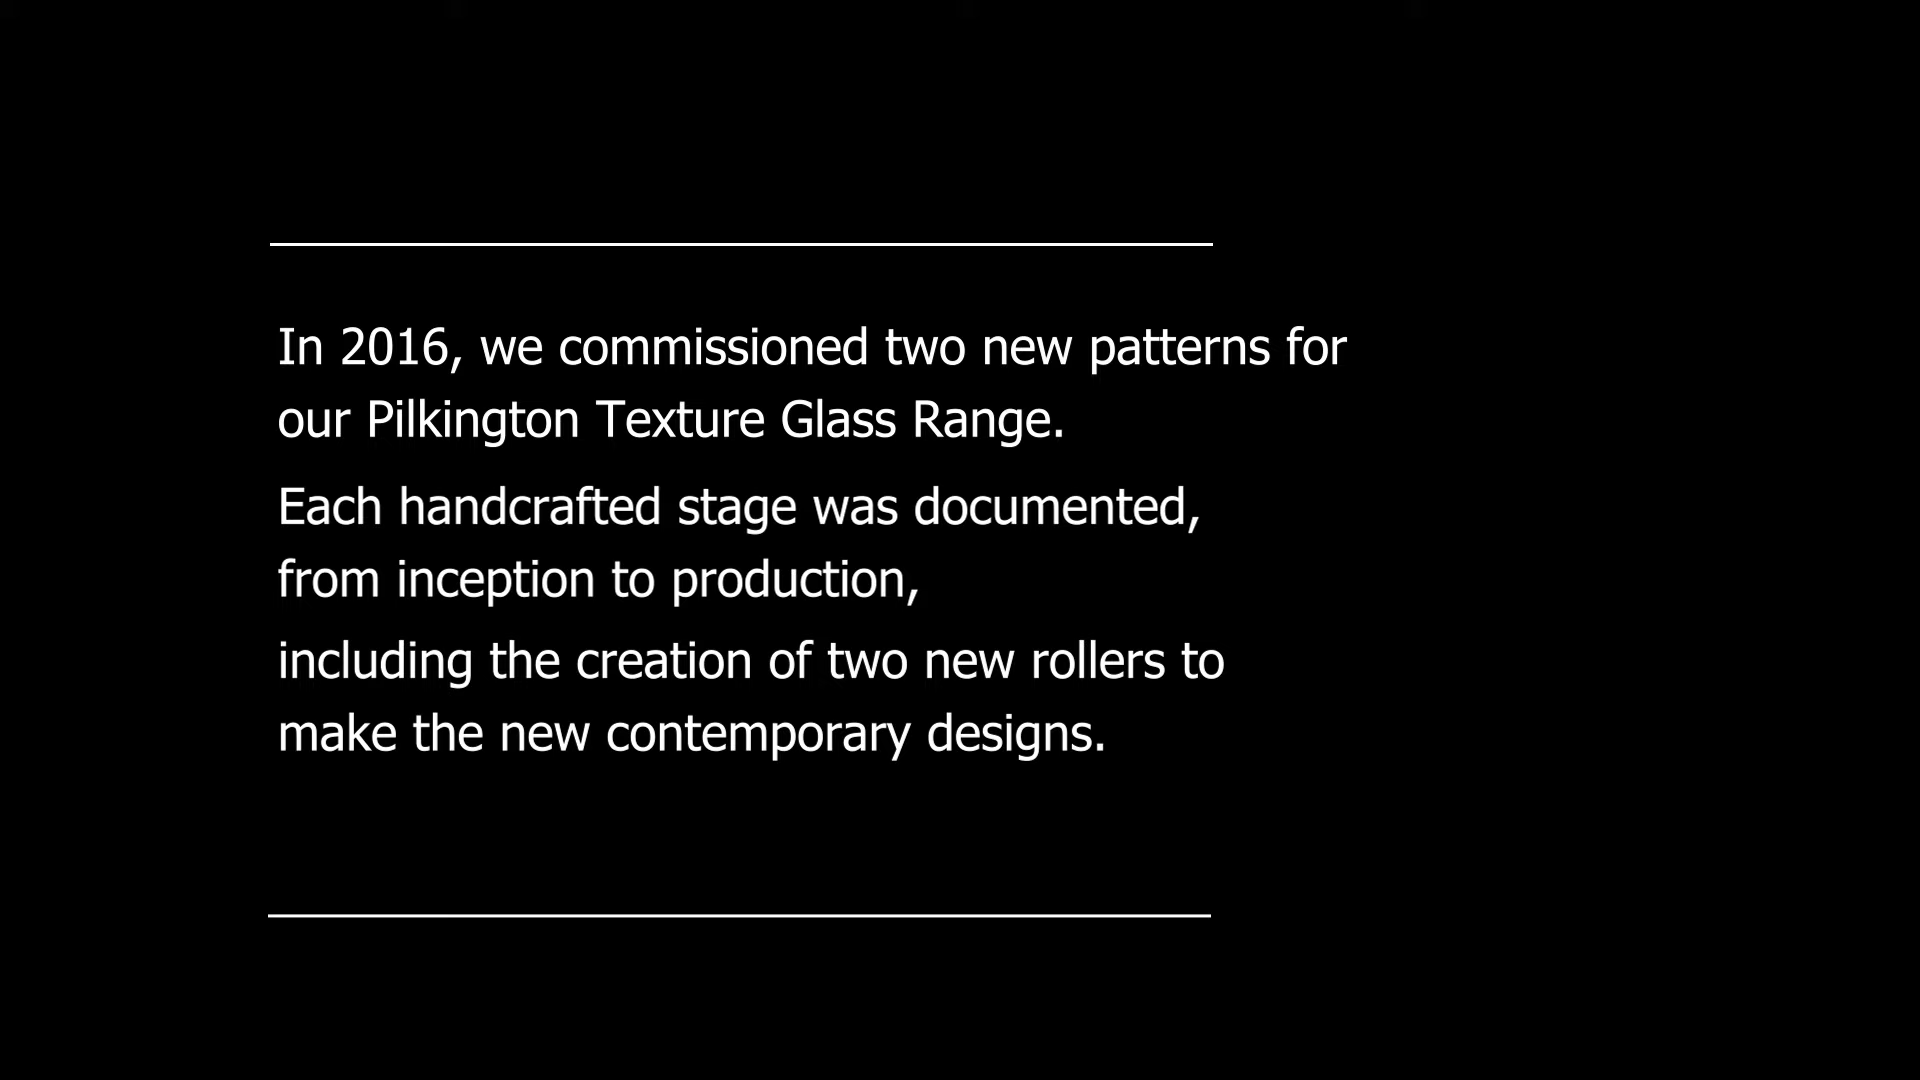 In 2016, we commissioned two new patterns for
our Pilkington Texture Glass Range.
Each handcrafted stage was documented,
from inception to production,
including the creation of two new rollers to
make the new contemporary designs.